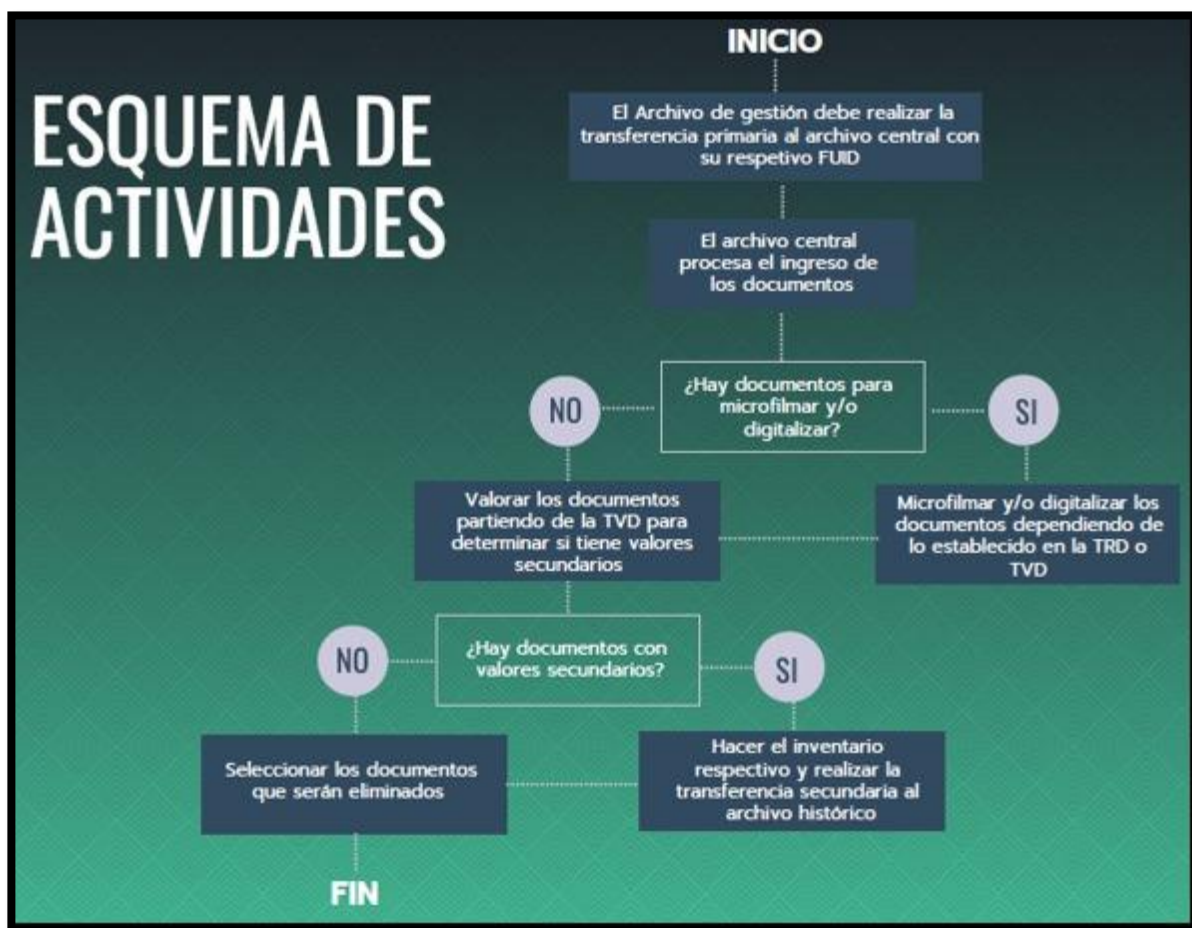 ESQUEMA DE
ACTIVIDADES
INICIO
El Archivo de gestión debe realizar la
transferencia primaria al archivo central con
su respetivo FUID
El archivo central
procesa el ingreso de
los documentos
¿Hay documentos para
microfilmar y/o
digitalizar?
NO
SI
Valorar los documentos
partiendo de la TVD para
determinar si tiene valores
secundarios
Microfilmar y/o digitalizar los
documentos dependiendo de
lo establecido en la TRD o
TVD
¿Hay documentos con
valores secundarios?
NO
SI
Seleccionar los documentos
que serán eliminados
Hacer el inventario
respectivo y realizar la
transferencia secundaria al
archivo histórico
FIN